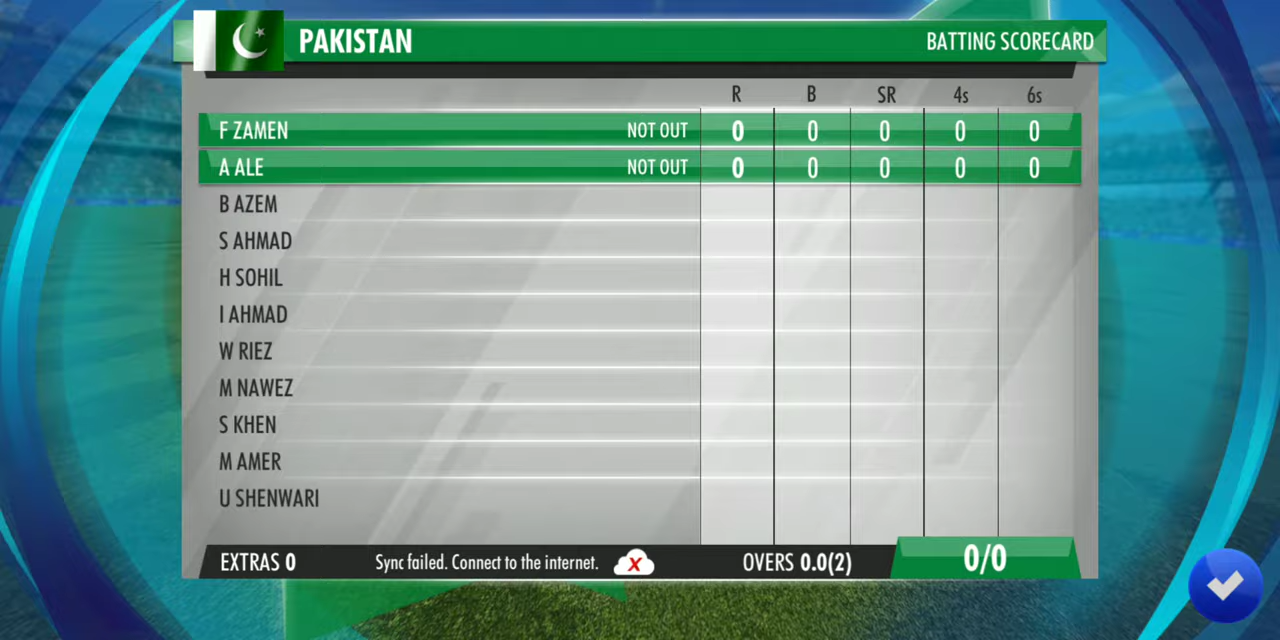 PAKISTAN BATTING SCORECARD
R B SR 4s 6s
F ZAMEN NOT OUT 0 0 0 0 0
A ALE NOT OUT 0 0 0 0 0
B AZEM
S AHMAD
H SOHIL
I AHMAD
W RIEZ
M NAWEZ
S KHEN
M AMER
U SHENWARI
EXTRAS 0 Sync failed. Connect to the internet. X OVERS 0.0(2) 0/0